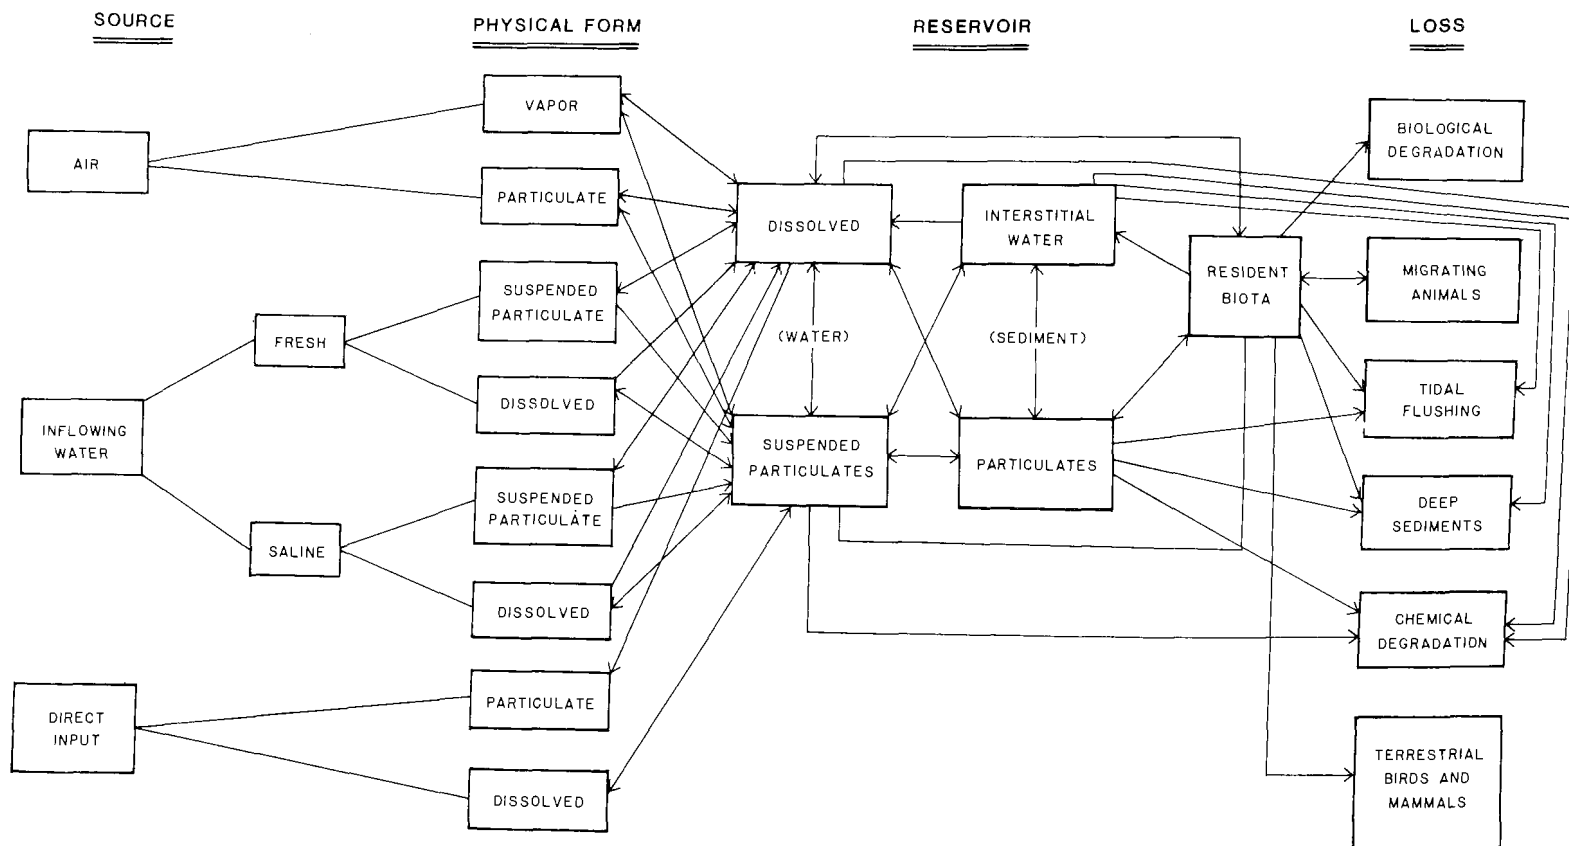 SOURCE
PHYSICAL FORM
RESERVOIR
LOSS
AIR
INFLOWING
WATER
DIRECT
INPUT
FRESH
SALINE
VAPOR
PARTICULATE
SUSPENDED
PARTICULATE
DISSOLVED
SUSPENDED
PARTICULATE
DISSOLVED
PARTICULATE
DISSOLVED
DISSOLVED
(WATER)
SUSPENDED
PARTICULATES
INTERSTITIAL
WATER
(SEDIMENT)
PARTICULATES
RESIDENT
BIOTA
BIOLOGICAL
DEGRADATION
MIGRATING
ANIMALS
TIDAL
FLUSHING
DEEP
SEDIMENTS
CHEMICAL
DEGRADATION
TERRESTRIAL
BIRDS AND
MAMMALS